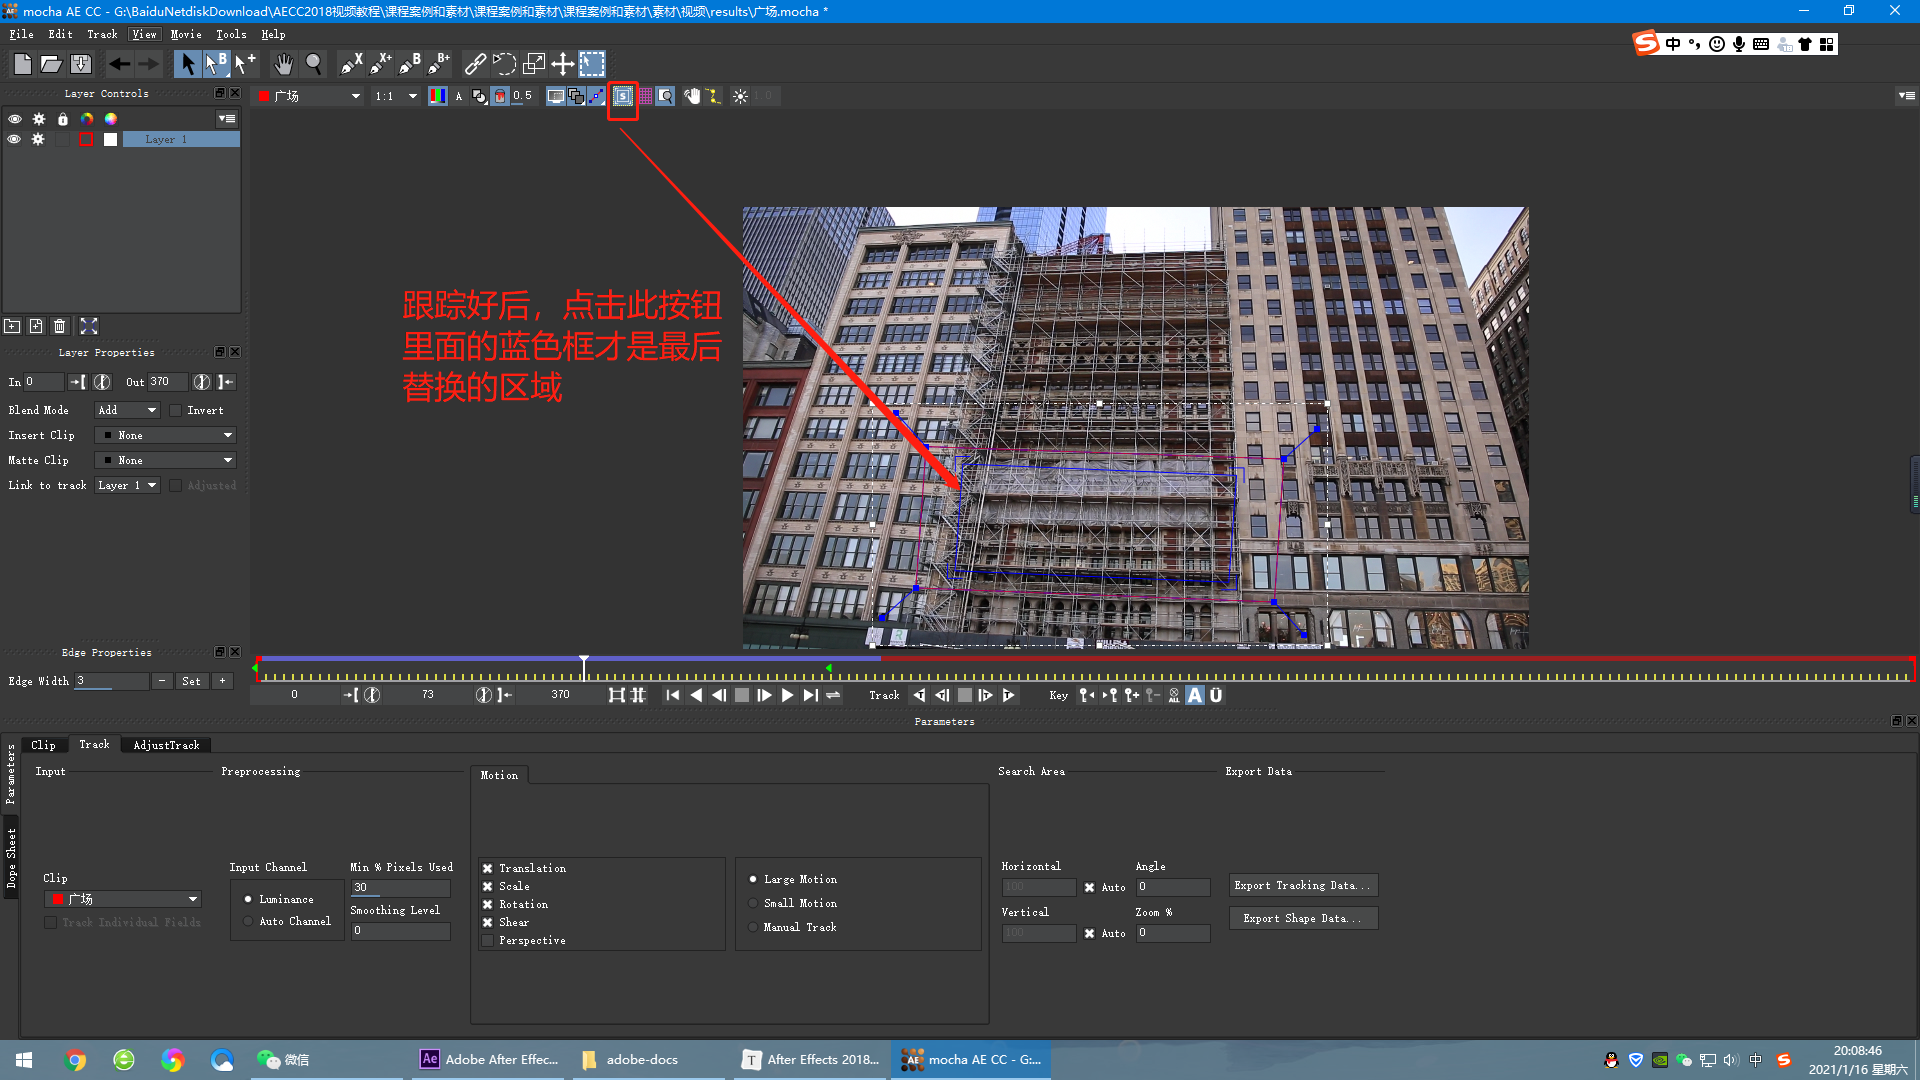 mocha AE CC - G:\BaiduNetdiskDownload\AECC2018视频教程\课程案例和素材\课程案例和素材\课程案例和素材\素材\视频\results\广场.mocha *
File Edit Track View Movie Tools Help
中
Layer Controls
广场 1:1 A 0.5 1.0
Layer 1
跟踪好后，点击此按钮
里面的蓝色框才是最后
替换的区域
Layer Properties
In 0 Out 370
Blend Mode Add Invert
Insert Clip None
Matte Clip None
Link to track Layer 1 Adjusted
Edge Properties
Edge Width 3 - Set +
0 73 370 Track Key ALL A Ü
Parameters
Clip Track AdjustTrack
Parameters
Dope Sheet
Input Preprocessing Motion Search Area Export Data
Input Channel Min % Pixels Used
Luminance 30
Auto Channel Smoothing Level
0
Clip
广场
Track Individual Fields
Translation
Scale
Rotation
Shear
Perspective
Large Motion
Small Motion
Manual Track
Horizontal Angle
100 Auto 0
Vertical Zoom %
100 Auto 0
Export Tracking Data...
Export Shape Data...
微信
Adobe After Effec...
adobe-docs
After Effects 2018...
mocha AE CC - G:...
中
20:08:46
2021/1/16 星期六